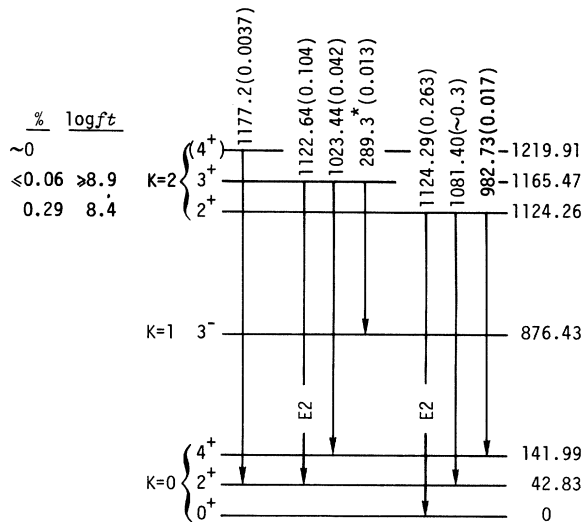 1177.2(0.0037)
1122.64(0.104)
1023.44(0.042)
289.3*(0.013)
1124.29(0.263)
1081.40(~0.3)
982.73(0.017)
% logft
~0 (4+) 1219.91
≤0.06 ≥8.9 K=2 3+ 1165.47
0.29 8.4 2+ 1124.26
K=1 3- 876.43
E2 E2
4+ 141.99
K=0 2+ 42.83
0+ 0